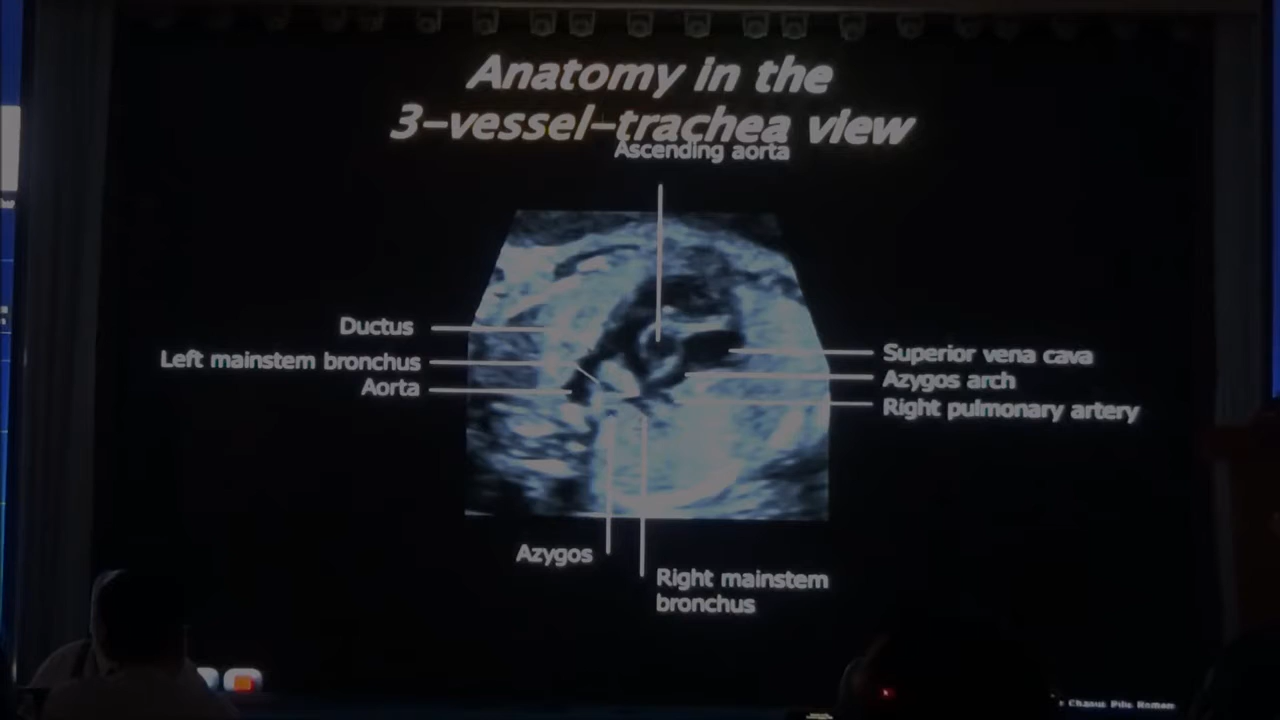 Anatomy in the
3-vessel-trachea view
Ascending aorta
Ductus
Left mainstem bronchus
Aorta
Superior vena cava
Azygos arch
Right pulmonary artery
Azygos
Right mainstem
bronchus